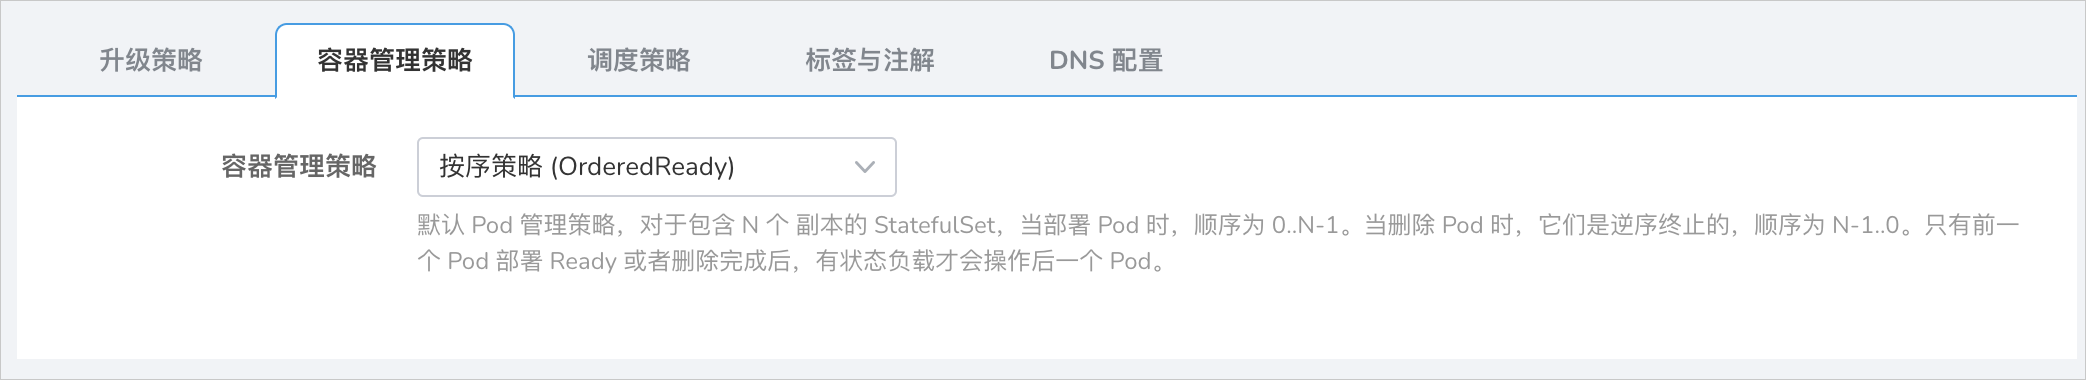 升级策略 容器管理策略 调度策略 标签与注解 DNS 配置
容器管理策略 按序策略 (OrderedReady)
默认 Pod 管理策略，对于包含 N 个 副本的 StatefulSet，当部署 Pod 时，顺序为 0..N-1。当删除 Pod 时，它们是逆序终止的，顺序为 N-1..0。只有前一
个 Pod 部署 Ready 或者删除完成后，有状态负载才会操作后一个 Pod。